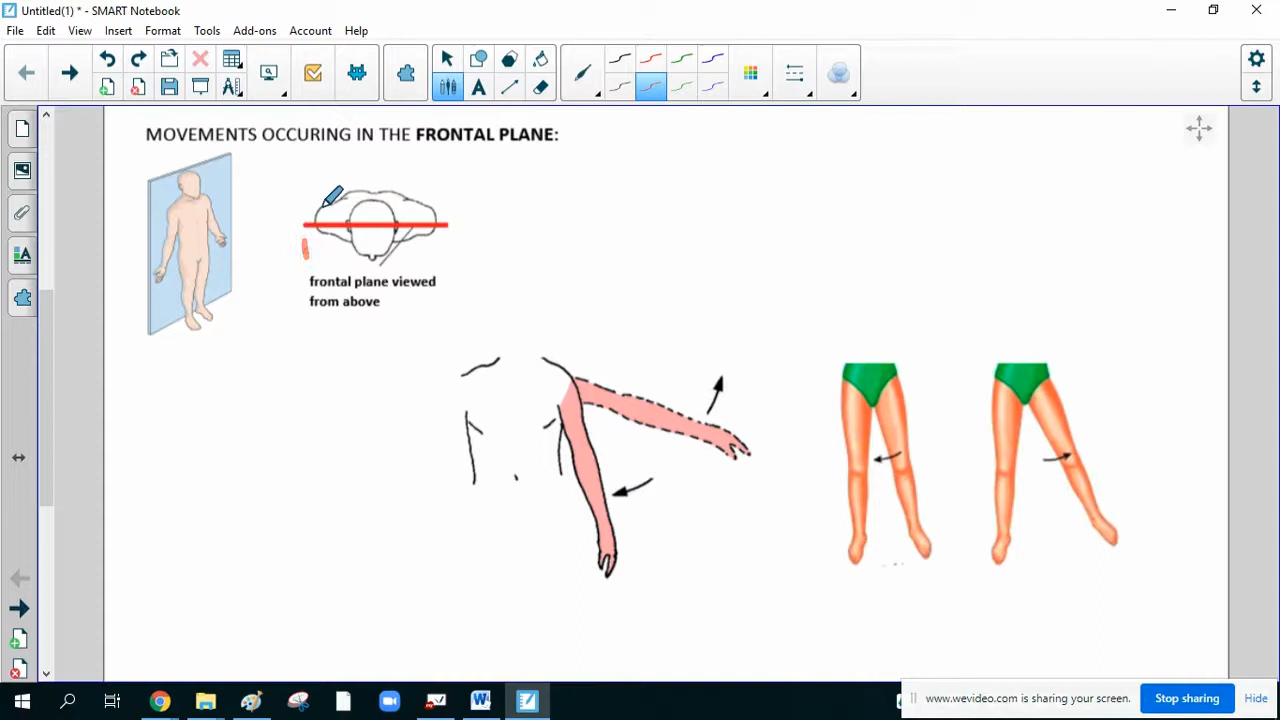 Untitled(1) * - SMART Notebook
File Edit View Insert Format Tools Add-ons Account Help
MOVEMENTS OCCURING IN THE FRONTAL PLANE:
frontal plane viewed
from above
www.wevideo.com is sharing your screen. Stop sharing Hide